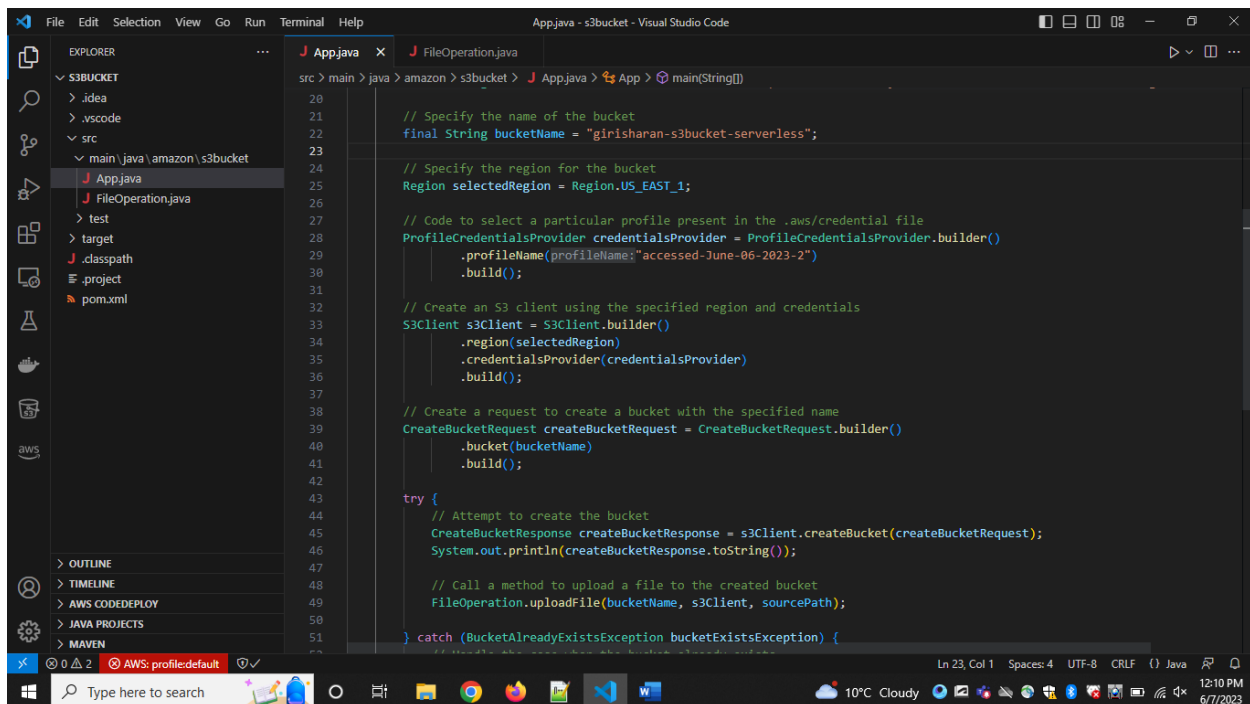 File Edit Selection View Go Run Terminal Help App.java - s3bucket - Visual Studio Code
EXPLORER ...
App.java
FileOperation.java
S3BUCKET
.idea
.vscode
src
main\java\amazon\s3bucket
App.java
FileOperation.java
test
target
.classpath
.project
pom.xml
OUTLINE
TIMELINE
AWS CODEDEPLOY
JAVA PROJECTS
MAVEN
aws
src > main > java > amazon > s3bucket > App.java > App > main(String[])
20
21 // Specify the name of the bucket
22 final String bucketName = "girisharan-s3bucket-serverless";
23
24 // Specify the region for the bucket
25 Region selectedRegion = Region.US_EAST_1;
26
27 // Code to select a particular profile present in the .aws/credential file
28 ProfileCredentialsProvider credentialsProvider = ProfileCredentialsProvider.builder()
29 .profileName(profileName:"accessed-June-06-2023-2")
30 .build();
31
32 // Create an S3 client using the specified region and credentials
33 S3Client s3Client = S3Client.builder()
34 .region(selectedRegion)
35 .credentialsProvider(credentialsProvider)
36 .build();
37
38 // Create a request to create a bucket with the specified name
39 CreateBucketRequest createBucketRequest = CreateBucketRequest.builder()
40 .bucket(bucketName)
41 .build();
42
43 try {
44 // Attempt to create the bucket
45 CreateBucketResponse createBucketResponse = s3Client.createBucket(createBucketRequest);
46 System.out.println(createBucketResponse.toString());
47
48 // Call a method to upload a file to the created bucket
49 FileOperation.uploadFile(bucketName, s3Client, sourcePath);
50
51 } catch (BucketAlreadyExistsException bucketExistsException) {
0 2 AWS: profile:default Ln 23, Col 1 Spaces: 4 UTF-8 CRLF {} Java
Type here to search 10°C Cloudy 12:10 PM
6/7/2023